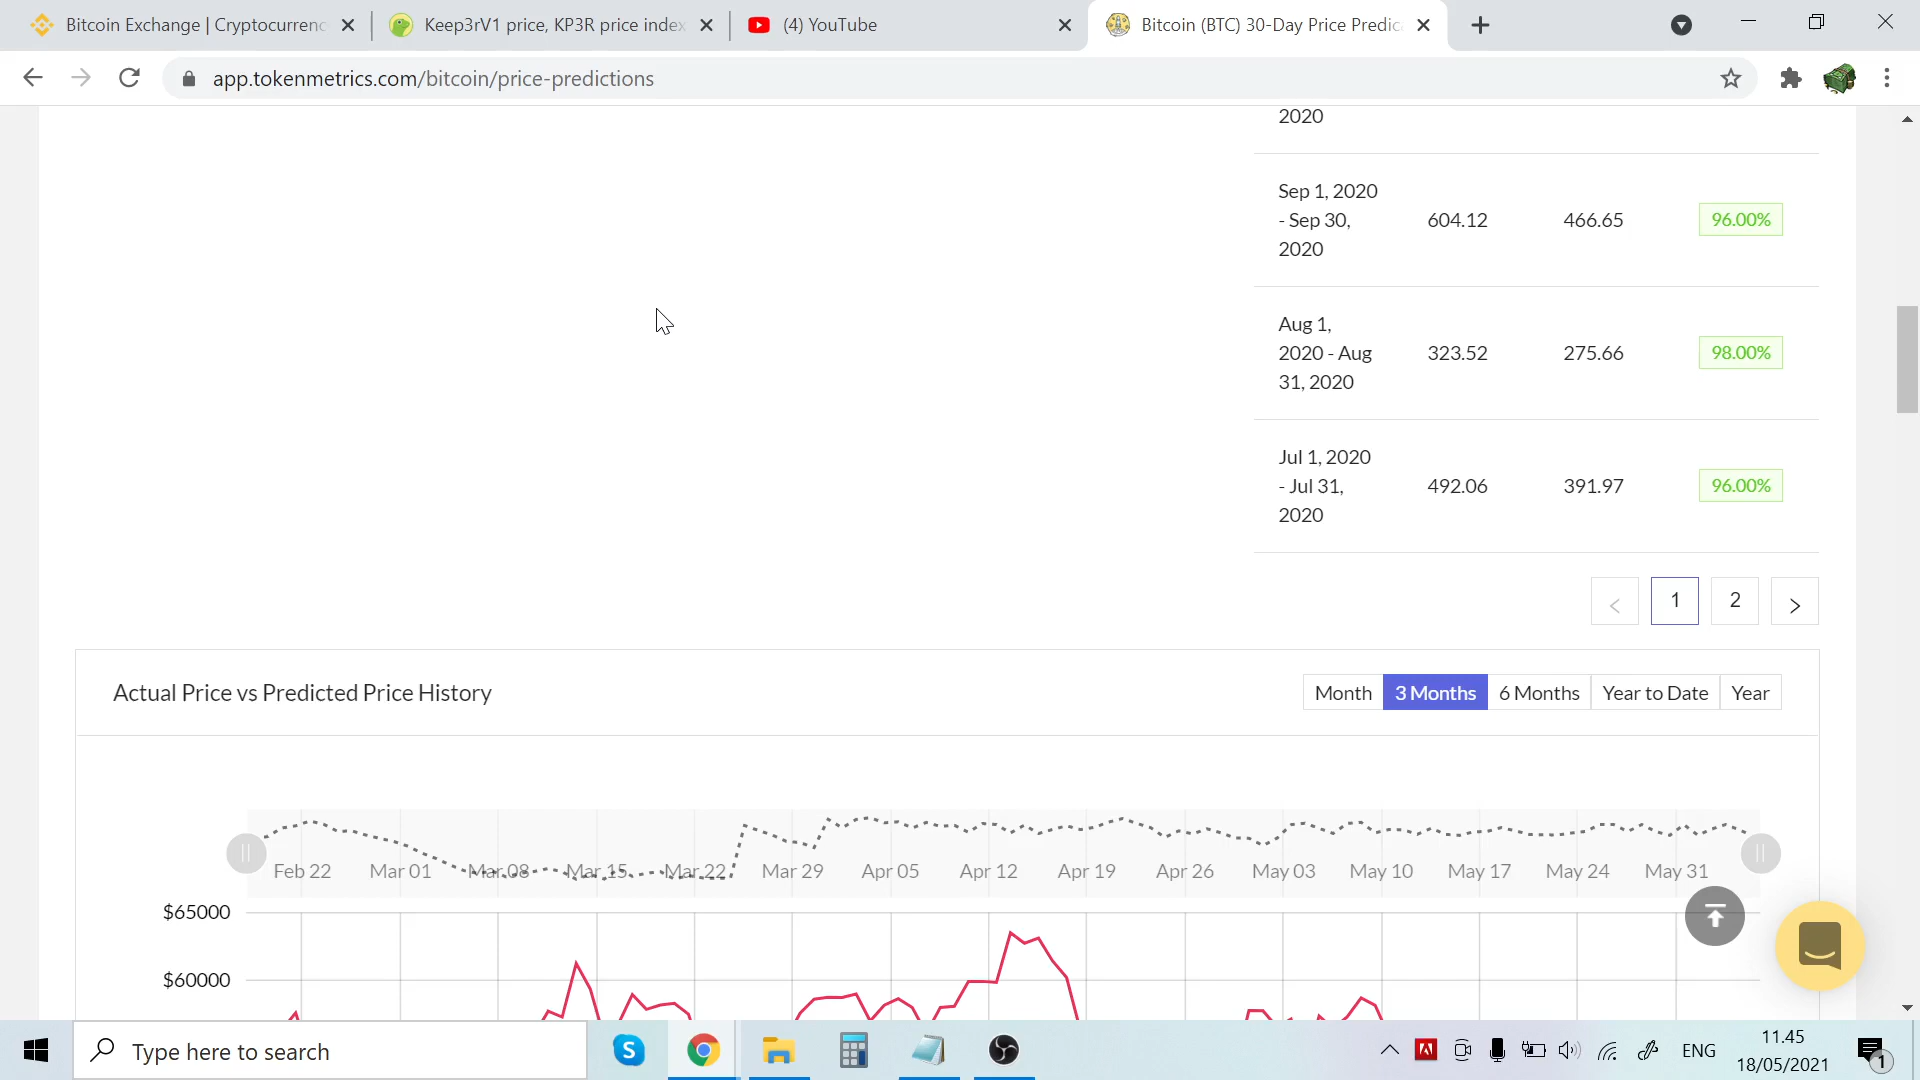 Bitcoin Exchange | Cryptocurrenc
Keep3rV1 price, KP3R price index
(4) YouTube
Bitcoin (BTC) 30-Day Price Predic
app.tokenmetrics.com/bitcoin/price-predictions
2020
Sep 1, 2020
- Sep 30,
2020
604.12
466.65
96.00%
Aug 1,
2020 - Aug
31, 2020
323.52
275.66
98.00%
Jul 1, 2020
- Jul 31,
2020
492.06
391.97
96.00%
< 1 2 >
Actual Price vs Predicted Price History
Month 3 Months 6 Months Year to Date Year
Feb 22 Mar 01 Mar 08 Mar 15 Mar 22 Mar 29 Apr 05 Apr 12 Apr 19 Apr 26 May 03 May 10 May 17 May 24 May 31
$65000
$60000
Type here to search
ENG
11.45
18/05/2021
1